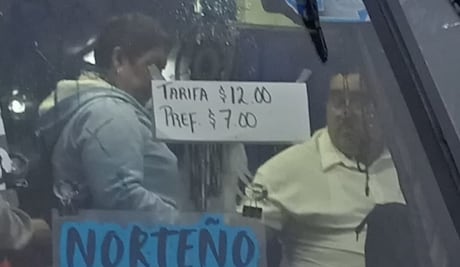 TARIFA $12.00
PREF. $7.00
NORTEÑO